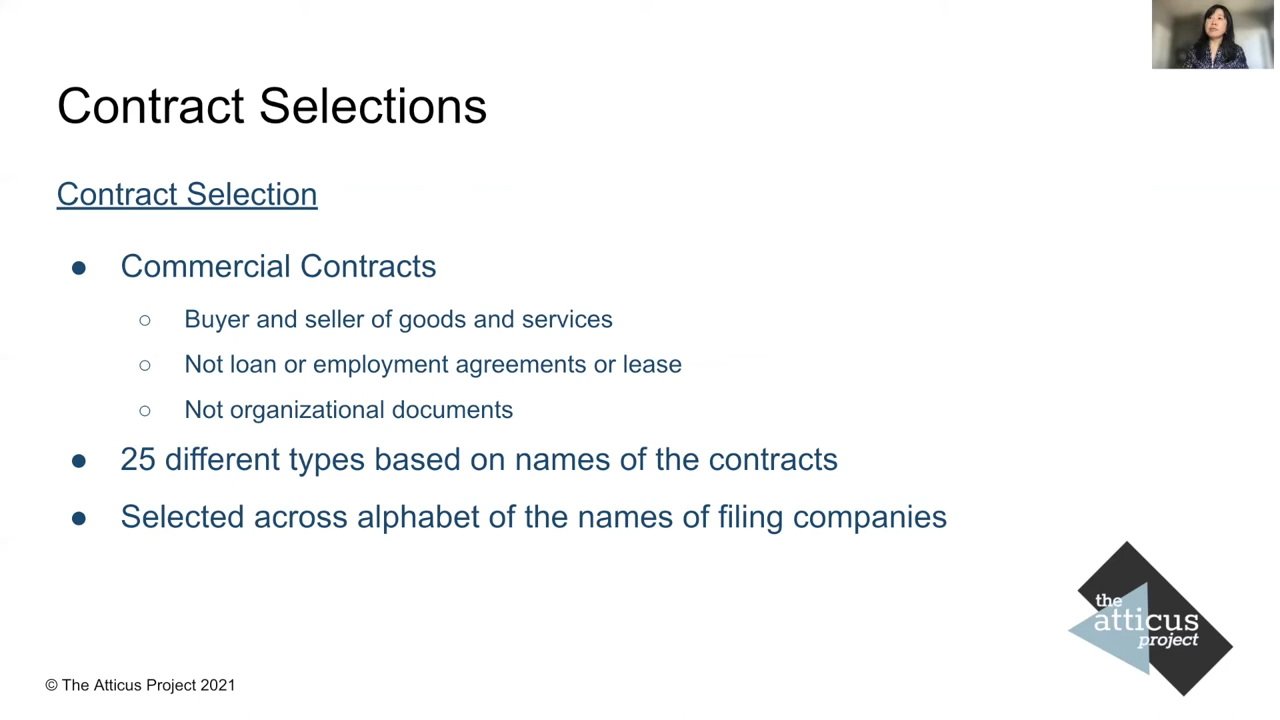 Contract Selections
Contract Selection
● Commercial Contracts
○ Buyer and seller of goods and services
○ Not loan or employment agreements or lease
○ Not organizational documents
● 25 different types based on names of the contracts
● Selected across alphabet of the names of filing companies
the
atticus
project
© The Atticus Project 2021